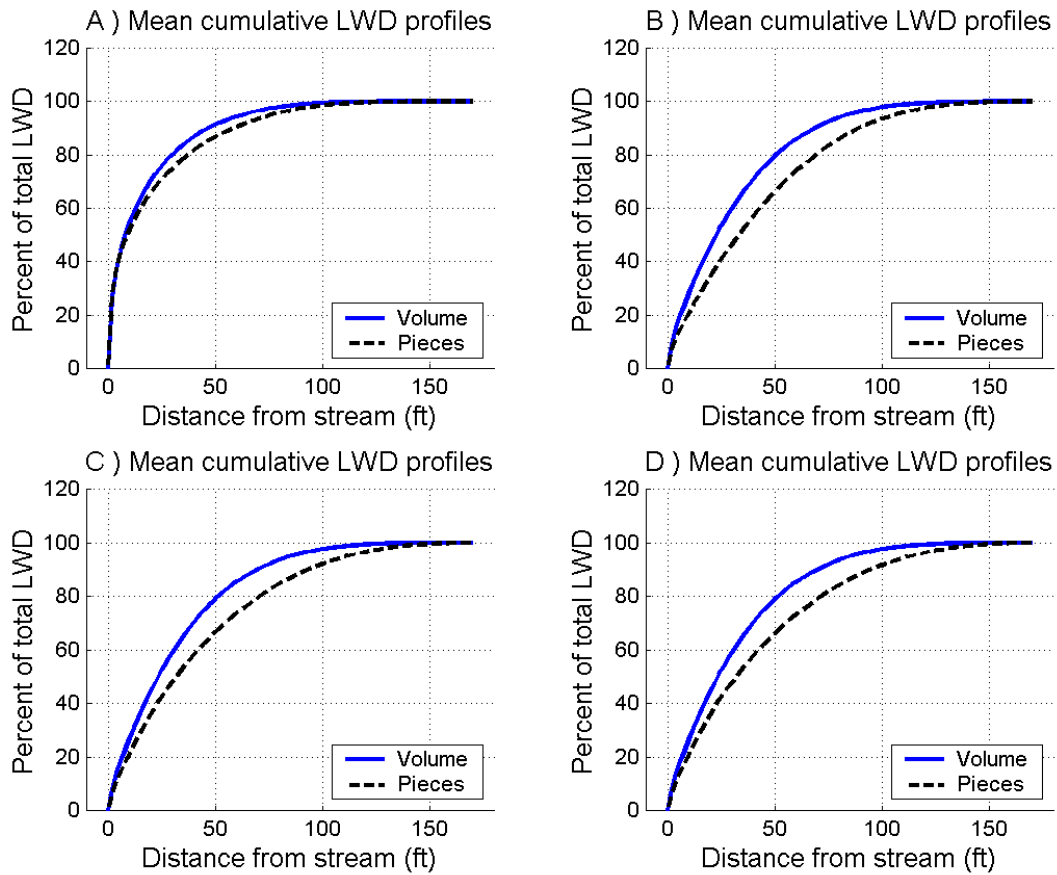 A ) Mean cumulative LWD profiles
120
100
80
60
40
20
0
Percent of total LWD
Volume
Pieces
0 50 100 150
Distance from stream (ft)
B ) Mean cumulative LWD profiles
120
100
80
60
40
20
0
Percent of total LWD
Volume
Pieces
0 50 100 150
Distance from stream (ft)
C ) Mean cumulative LWD profiles
120
100
80
60
40
20
0
Percent of total LWD
Volume
Pieces
0 50 100 150
Distance from stream (ft)
D ) Mean cumulative LWD profiles
120
100
80
60
40
20
0
Percent of total LWD
Volume
Pieces
0 50 100 150
Distance from stream (ft)